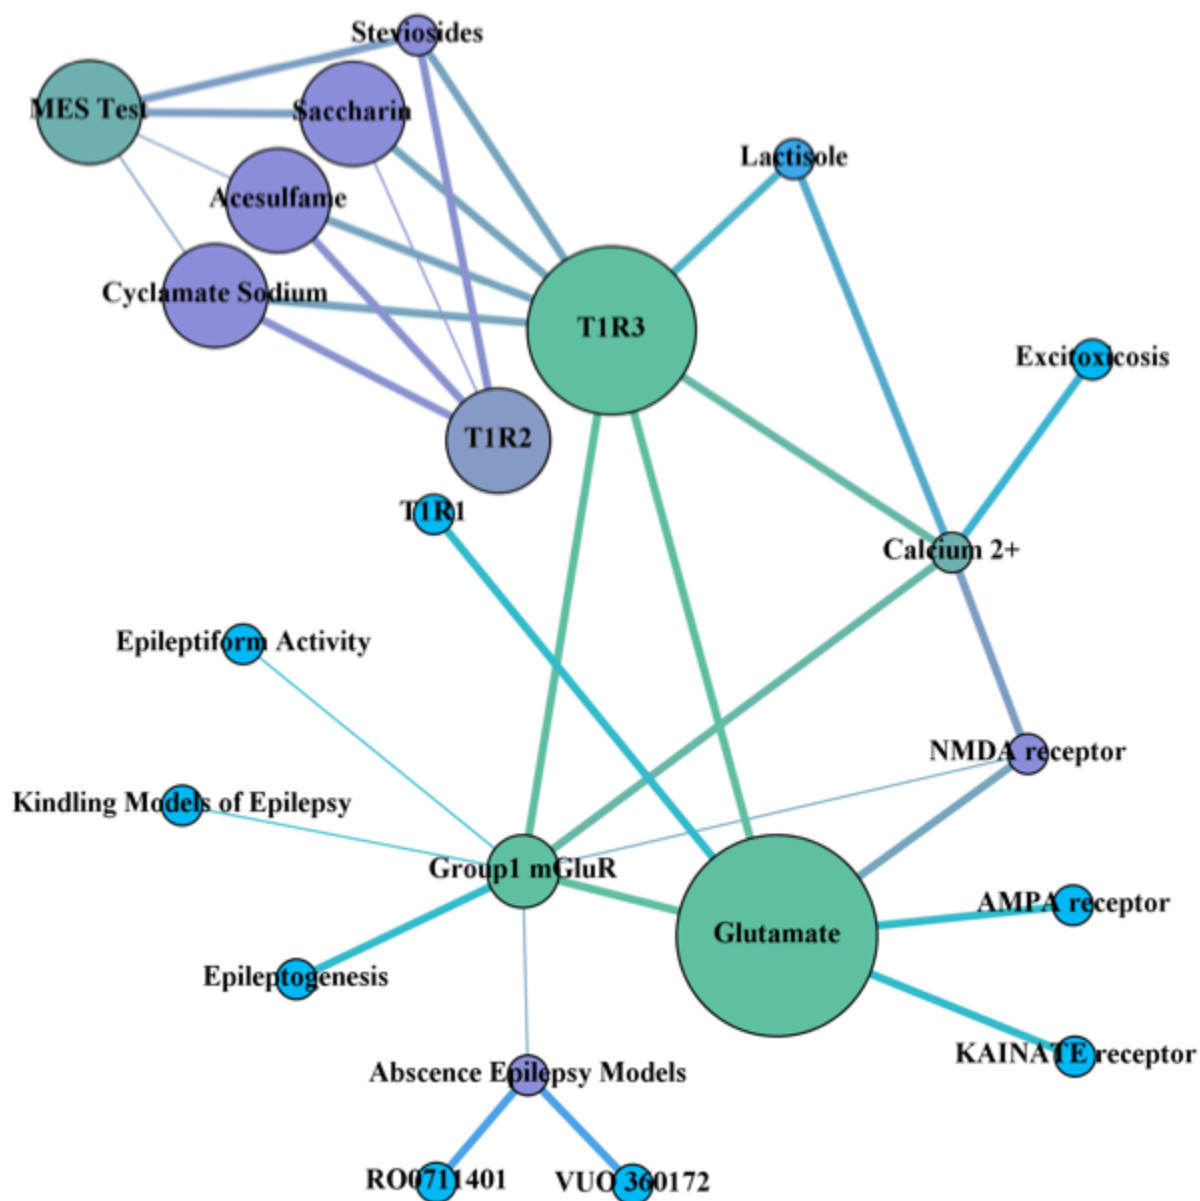 Steviosides
MES Test
Saccharin
Lactisole
Acesulfame
Cyclamate Sodium
T1R3
Excitoxicosis
T1R2
T1R1
Calcium 2+
Epileptiform Activity
NMDA receptor
Kindling Models of Epilepsy
Group1 mGluR
AMPA receptor
Glutamate
Epileptogenesis
KAINATE receptor
Abscence Epilepsy Models
RO0711401
VUO 360172